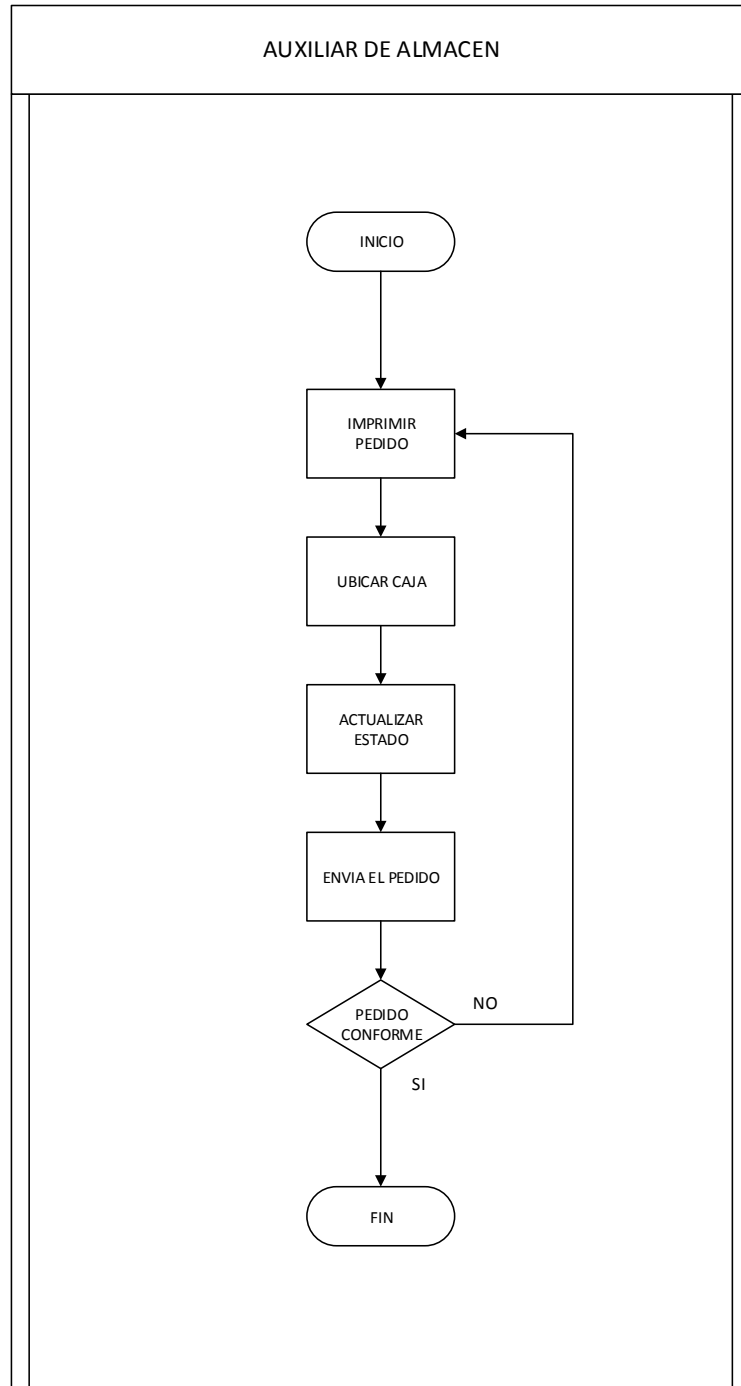 AUXILIAR DE ALMACEN
INICIO
IMPRIMIR
PEDIDO
UBICAR CAJA
ACTUALIZAR
ESTADO
ENVIA EL PEDIDO
PEDIDO
CONFORME
NO
SI
FIN